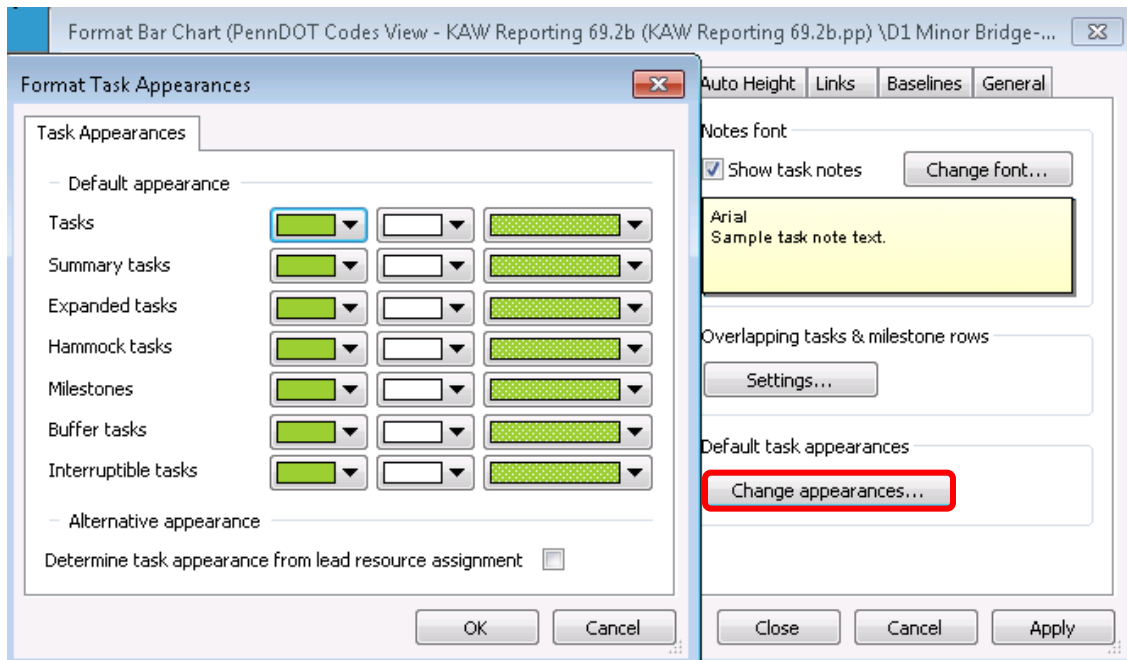 Format Bar Chart (PennDOT Codes View - KAW Reporting 69.2b (KAW Reporting 69.2b.pp) \D1 Minor Bridge-...
Format Task Appearances
Task Appearances
Default appearance
Tasks
Summary tasks
Expanded tasks
Hammock tasks
Milestones
Buffer tasks
Interruptible tasks
Alternative appearance
Determine task appearance from lead resource assignment
OK Cancel
Auto Height Links Baselines General
Notes font
Show task notes Change font...
Arial
Sample task note text.
Overlapping tasks & milestone rows
Settings...
Default task appearances
Change appearances...
Close Cancel Apply